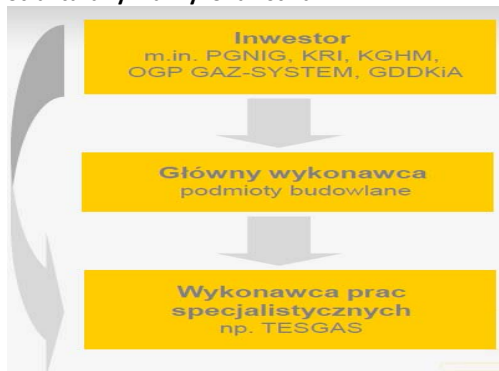 Inwestor
m.in. PGNIG, KRI, KGHM,
OGP GAZ-SYSTEM, GDDKiA
Główny wykonawca
podmioty budowlane
Wykonawca prac
specjalistycznych
np. TESGAS